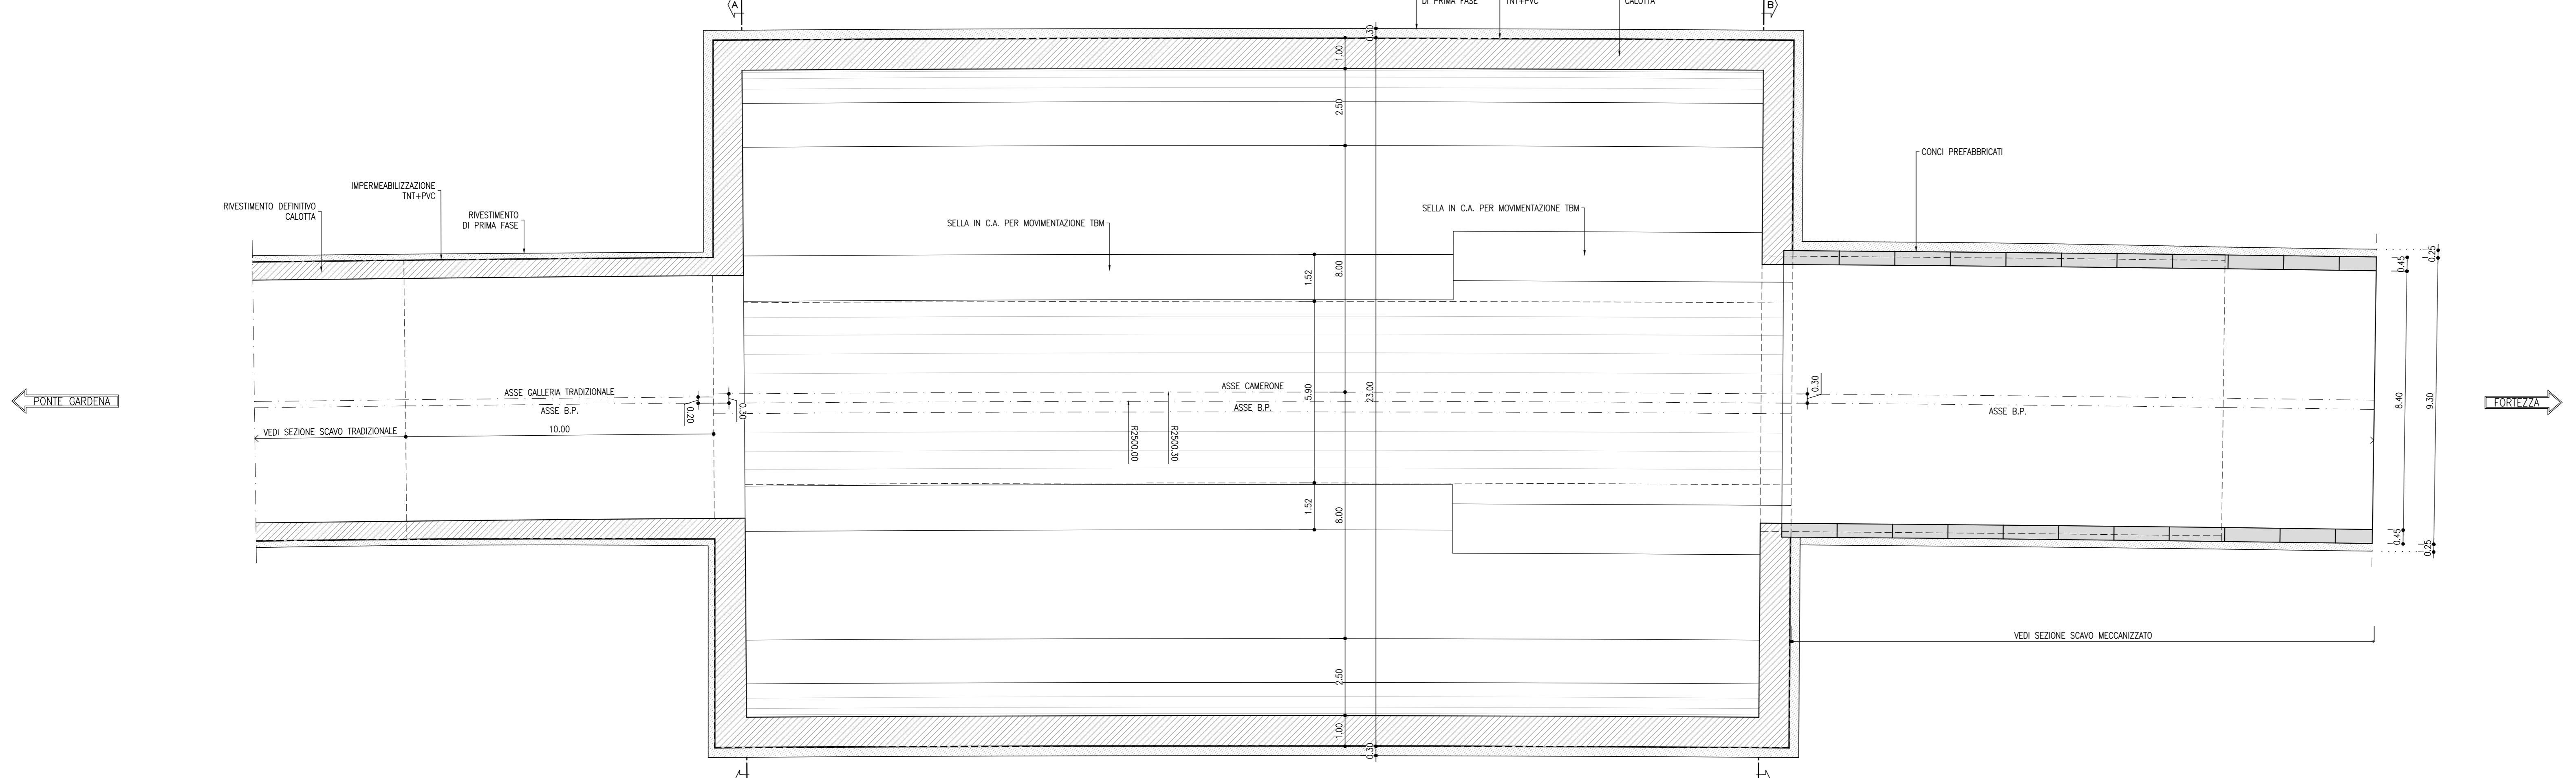 A
DI PRIMA FASE
TNT+PVC
CALOTTA
B
0.30
1.00
2.50
CONCI PREFABBRICATI
IMPERMEABILIZZAZIONE
TNT+PVC
RIVESTIMENTO DEFINITIVO
CALOTTA
RIVESTIMENTO
DI PRIMA FASE
SELLA IN C.A. PER MOVIMENTAZIONE TBM
SELLA IN C.A. PER MOVIMENTAZIONE TBM
1.52
8.00
0.45
0.25
PONTE GARDENA
ASSE GALLERIA TRADIZIONALE
ASSE B.P.
VEDI SEZIONE SCAVO TRADIZIONALE
10.00
0.20
0.30
ASSE CAMERONE
ASSE B.P.
R2500.00
R2500.30
5.90
23.00
0.30
ASSE B.P.
8.40
9.30
FORTEZZA
1.52
8.00
0.45
0.25
VEDI SEZIONE SCAVO MECCANIZZATO
2.50
1.00
0.30